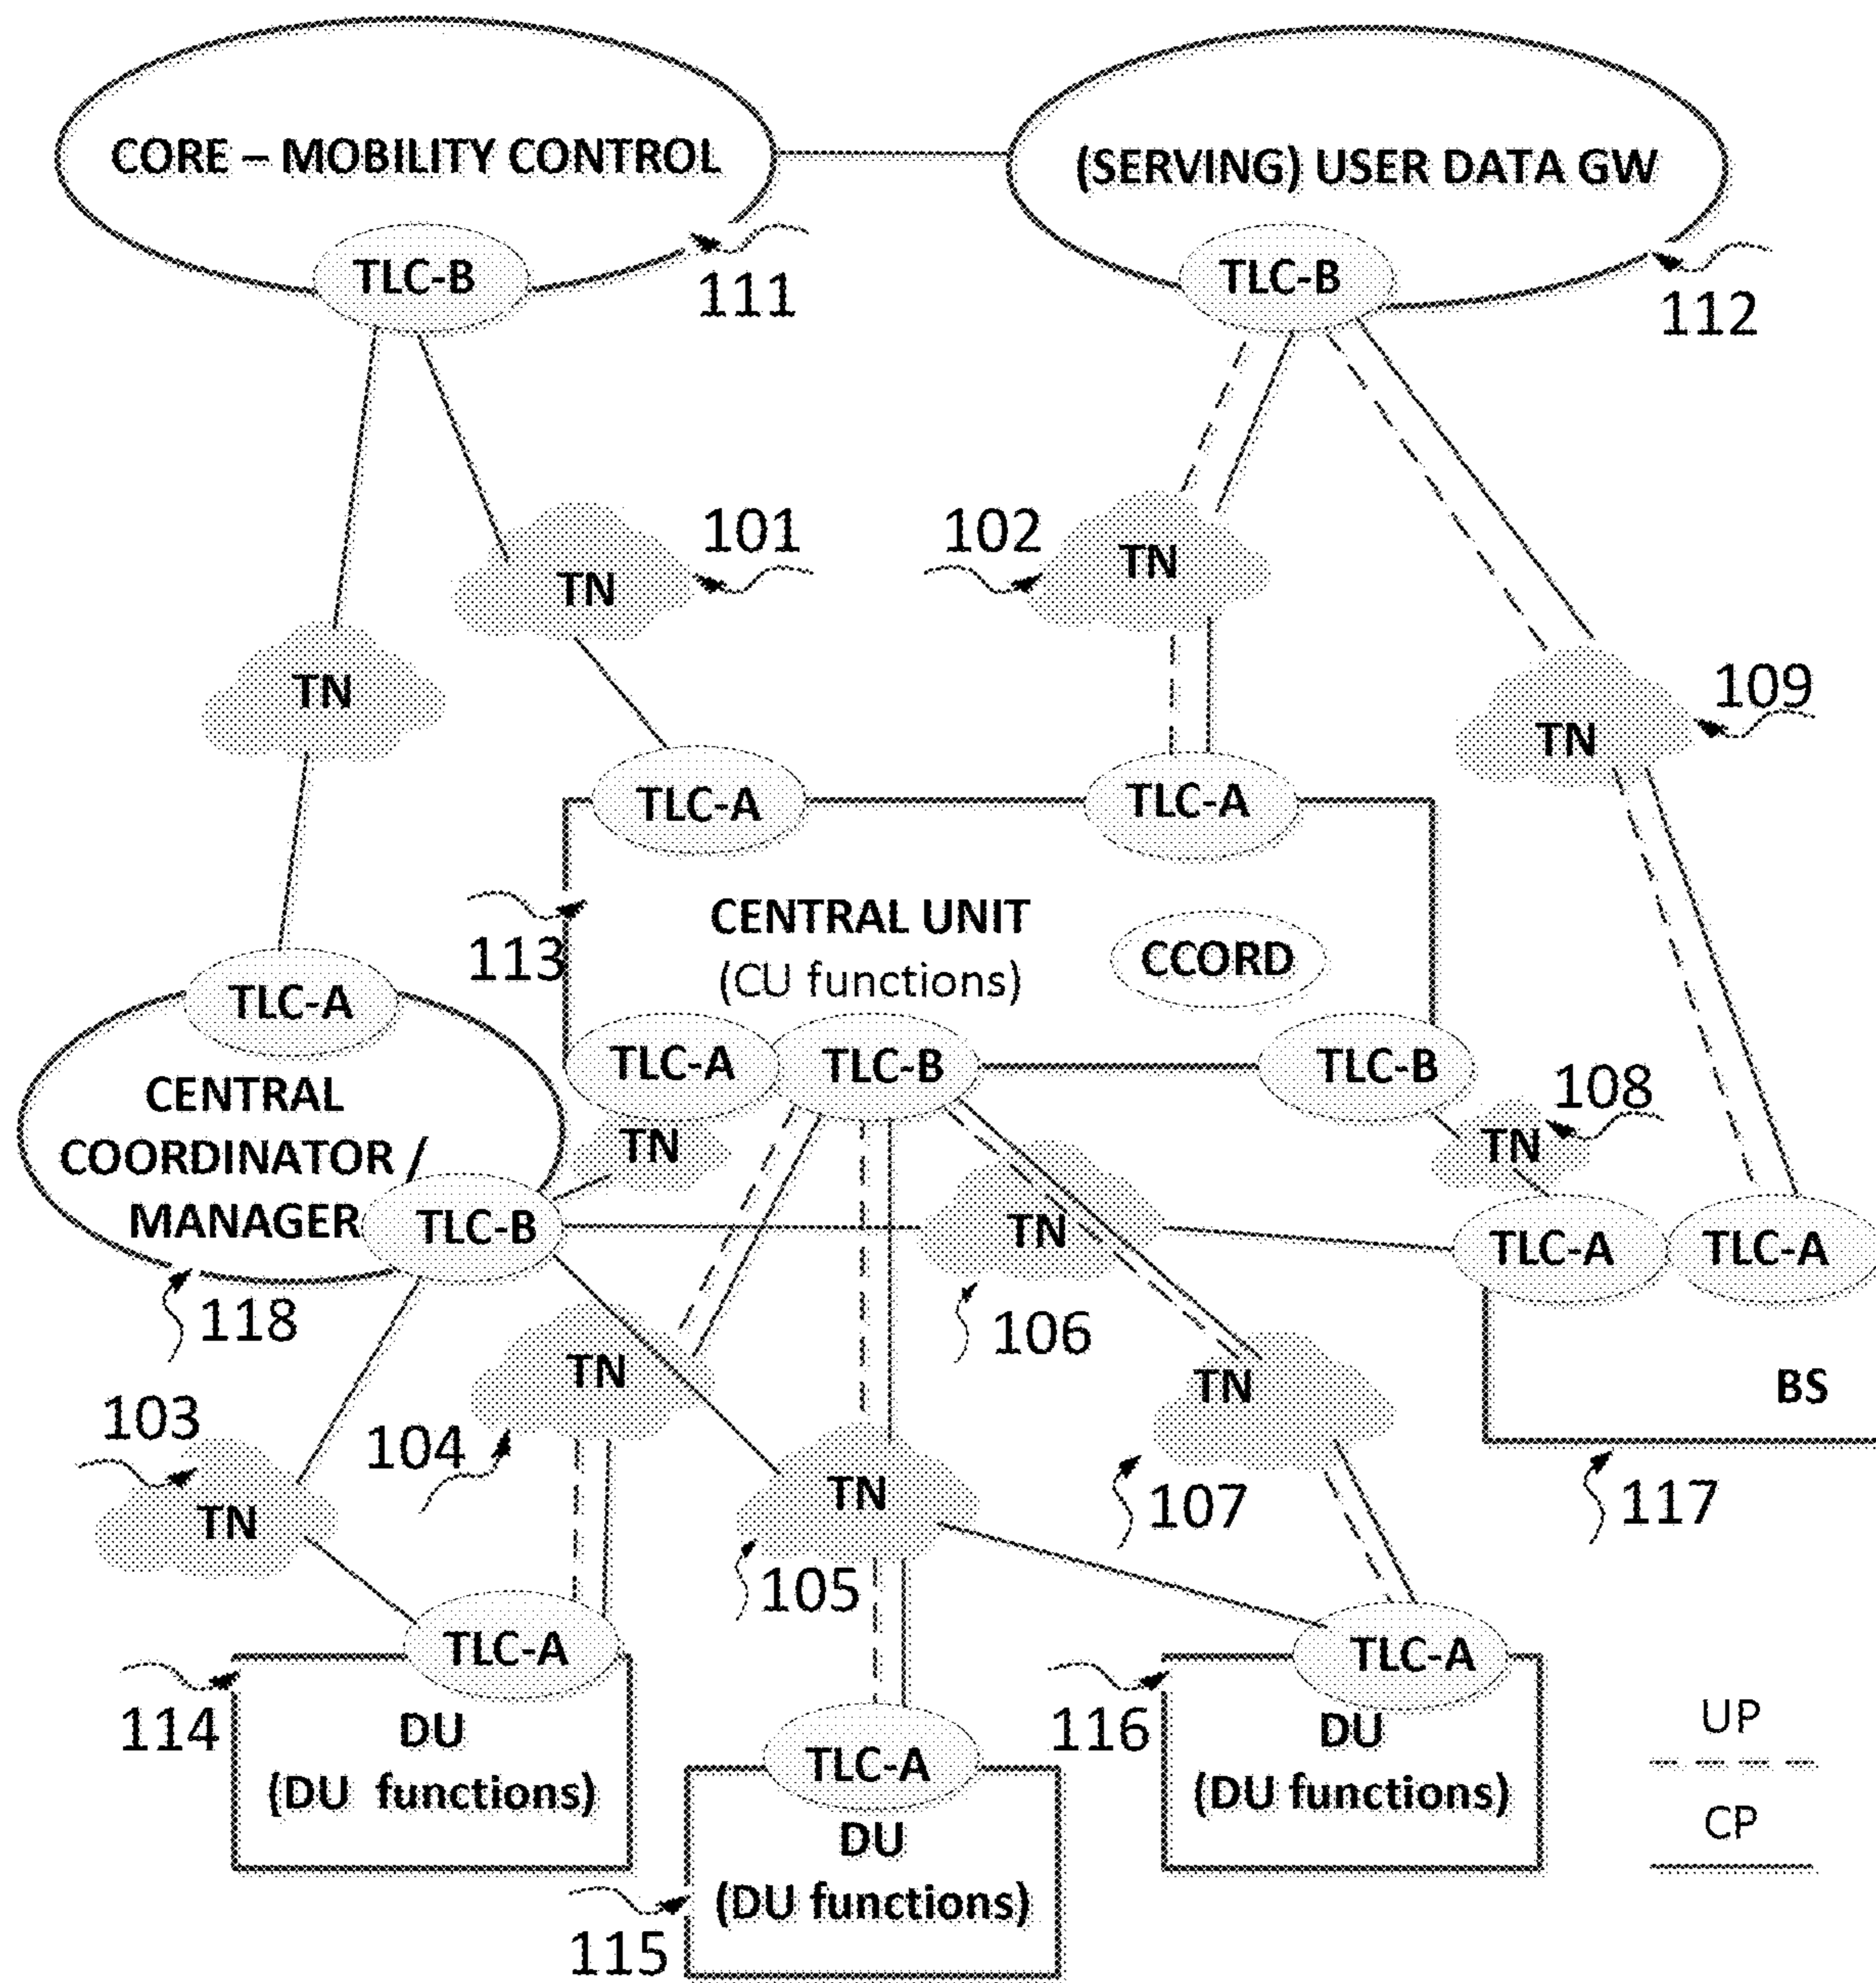 CORE – MOBILITY CONTROL
(SERVING) USER DATA GW
TLC-B
111
TLC-B
112
101
TN
102
TN
TN
109
TN
TLC-A
TLC-A
113
CENTRAL UNIT
(CU functions)
CCORD
TLC-A
TLC-A
TLC-B
TLC-B
CENTRAL
COORDINATOR /
MANAGER
TLC-B
TN
108
TN
TN
TLC-A
TLC-A
118
106
103
TN
104
TN
TN
105
TN
107
BS
117
TLC-A
114
DU
(DU functions)
TLC-A
115
DU
(DU functions)
TLC-A
116
DU
(DU functions)
UP
CP